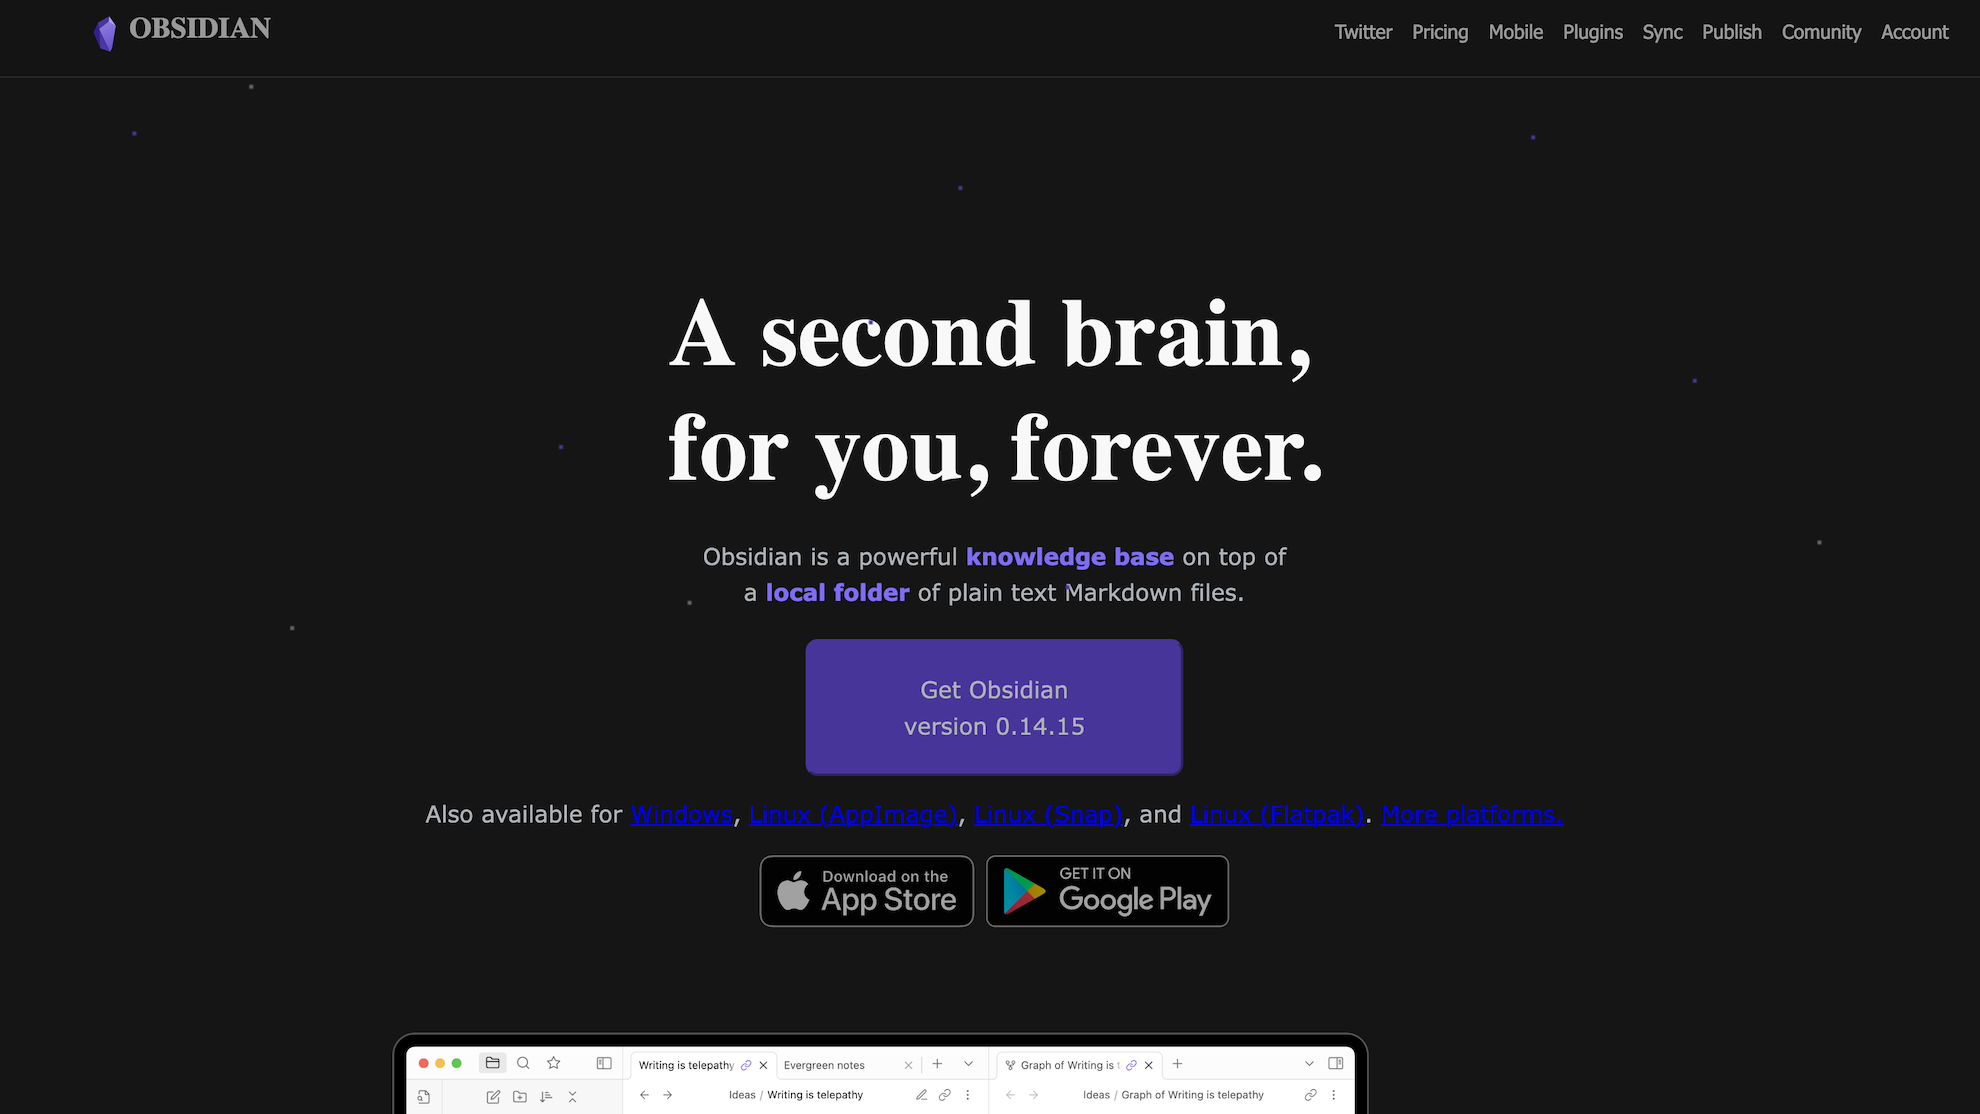 OBSIDIAN
Twitter Pricing Mobile Plugins Sync Publish Comunity Account
A second brain,
for you, forever.
Obsidian is a powerful knowledge base on top of
a local folder of plain text Markdown files.
Get Obsidian
version 0.14.15
Also available for Windows, Linux (AppImage), Linux (Snap), and Linux (Flatpak). More platforms.
Download on the
App Store
GET IT ON
Google Play
Writing is telepathy Evergreen notes Graph of Writing is
Ideas / Writing is telepathy Ideas / Graph of Writing is telepathy